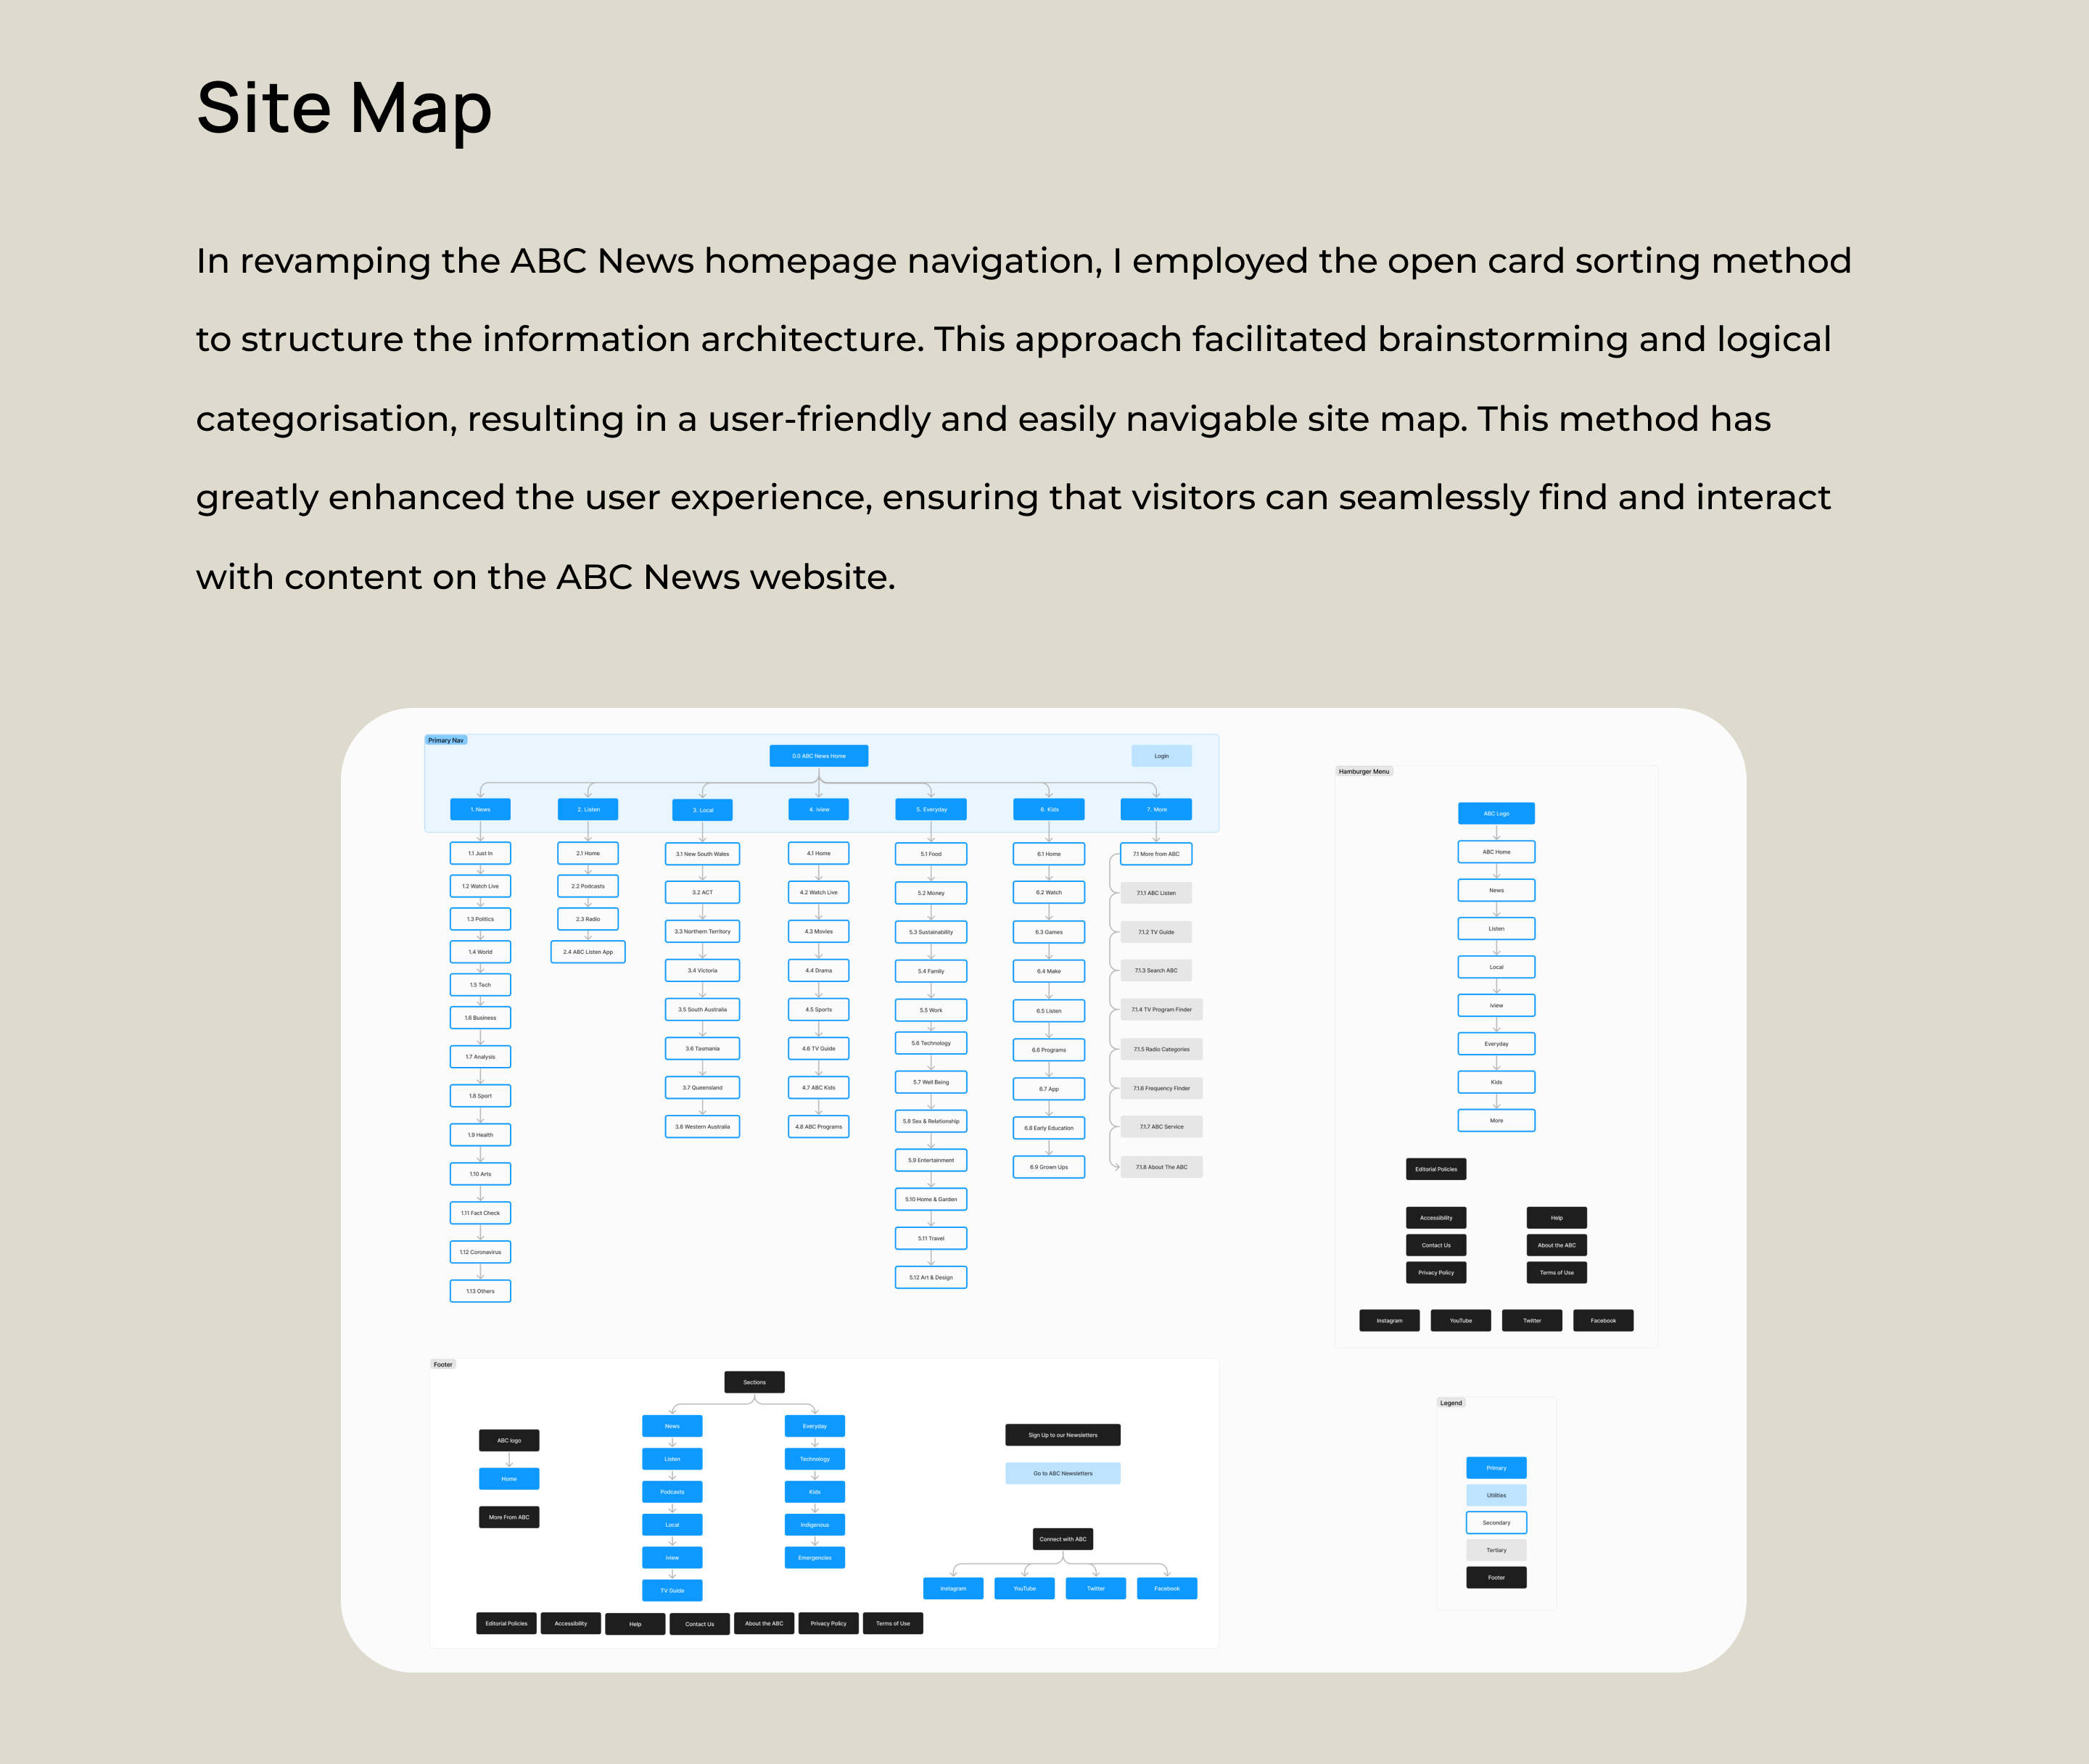 Site Map
In revamping the ABC News homepage navigation, I employed the open card sorting method
to structure the information architecture. This approach facilitated brainstorming and logical
categorisation, resulting in a user-friendly and easily navigable site map. This method has
greatly enhanced the user experience, ensuring that visitors can seamlessly find and interact
with content on the ABC News website.
Primary Nav
0.0 ABC News Home
Login
1. News
1.1 Just In
1.2 Watch Live
1.3 Politics
1.4 World
1.5 Tech
1.6 Business
1.7 Analysis
1.8 Sport
1.9 Health
1.10 Arts
1.11 Fact Check
1.12 Coronavirus
1.13 Others
2. Listen
2.1 Home
2.2 Podcasts
2.3 Radio
2.4 ABC Listen App
3. Local
3.1 New South Wales
3.2 ACT
3.3 Northern Territory
3.4 Victoria
3.5 South Australia
3.6 Tasmania
3.7 Queensland
3.8 Western Australia
4. iview
4.1 Home
4.2 Watch Live
4.3 Movies
4.4 Drama
4.5 Sports
4.6 TV Guide
4.7 ABC Kids
4.8 ABC Programs
5. Everyday
5.1 Food
5.2 Money
5.3 Sustainability
5.4 Family
5.5 Work
5.6 Technology
5.7 Well Being
5.8 Sex & Relationship
5.9 Entertainment
5.10 Home & Garden
5.11 Travel
5.12 Art & Design
6. Kids
6.1 Home
6.2 Watch
6.3 Games
6.4 Make
6.5 Listen
6.6 Programs
6.7 App
6.8 Early Education
6.9 Grown Ups
7. More
7.1 More from ABC
7.1.1 ABC Listen
7.1.2 TV Guide
7.1.3 Search ABC
7.1.4 TV Program Finder
7.1.5 Radio Categories
7.1.6 Frequency Finder
7.1.7 ABC Service
7.1.8 About The ABC
Hamburger Menu
ABC Logo
ABC Home
News
Listen
Local
iview
Everyday
Kids
More
Editorial Policies
Accessibility
Help
Contact Us
About the ABC
Privacy Policy
Terms of Use
Instagram
YouTube
Twitter
Facebook
Footer
ABC logo
Home
More From ABC
Sections
News
Listen
Podcasts
Local
iview
TV Guide
Everyday
Technology
Kids
Indigenous
Emergencies
Sign Up to our Newsletters
Go to ABC Newsletters
Connect with ABC
Instagram
YouTube
Twitter
Facebook
Editorial Policies
Accessibility
Help
Contact Us
About the ABC
Privacy Policy
Terms of Use
Legend
Primary
Utilities
Secondary
Tertiary
Footer